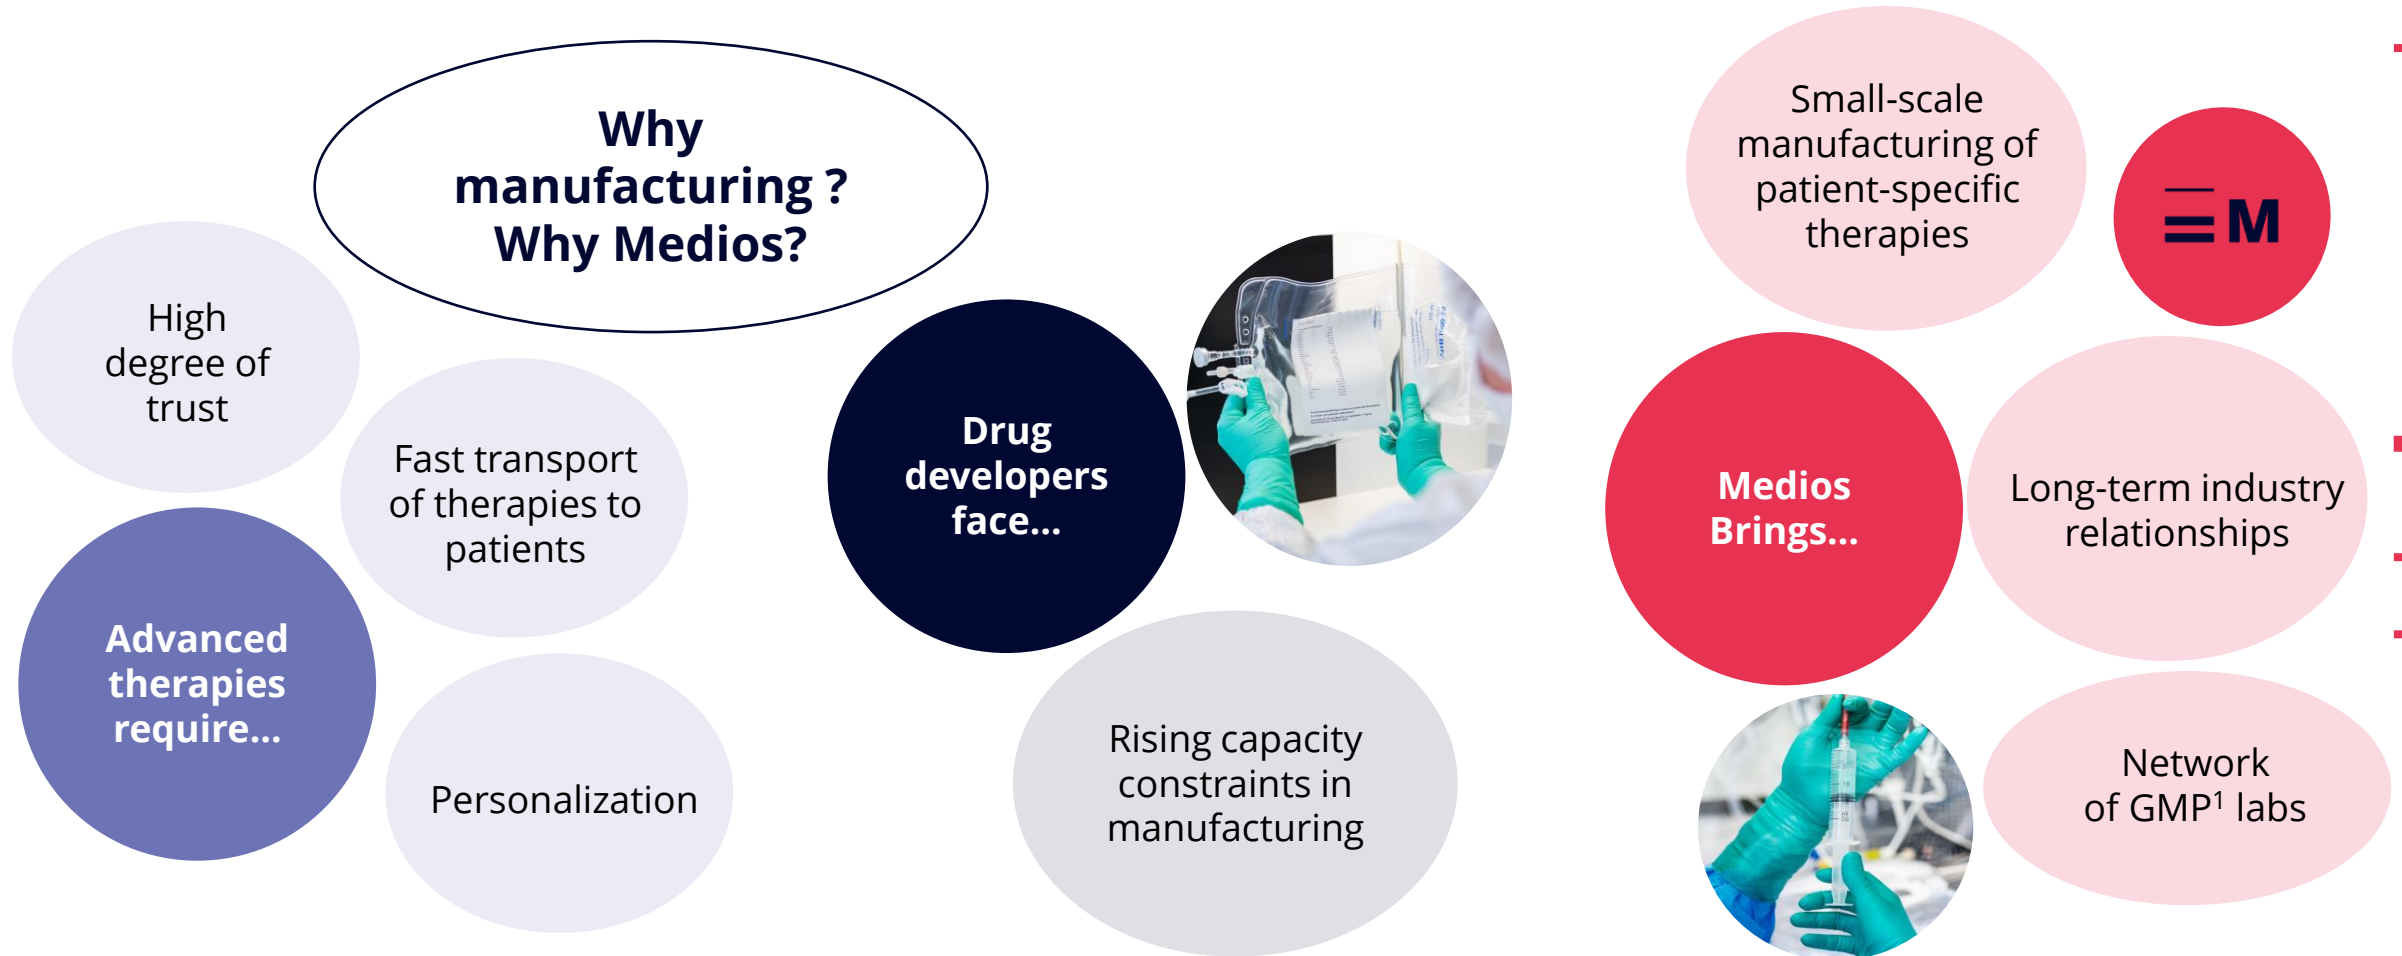 Why
manufacturing ?
Why Medios?
High
degree of
trust
Fast transport
of therapies to
patients
Advanced
therapies
require...
Personalization
Drug
developers
face...
Rising capacity
constraints in
manufacturing
Small-scale
manufacturing of
patient-specific
therapies
M
Medios
Brings...
Long-term industry
relationships
Network
of GMP¹ labs